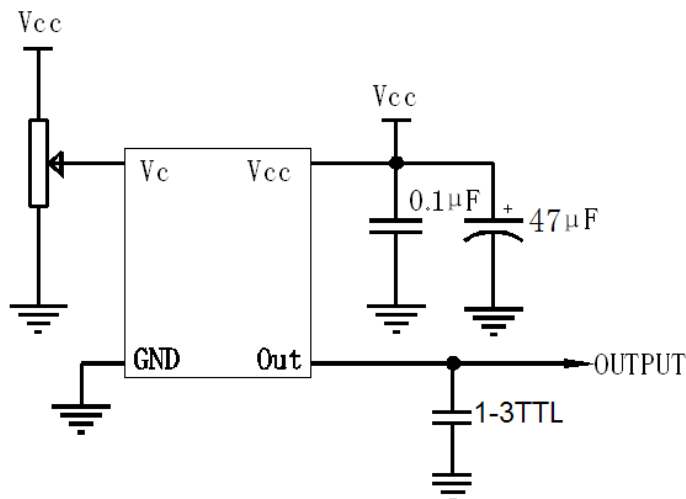 Vcc
Vcc
Vc
Vcc
0.1μF
+
47μF
GND
Out
OUTPUT
1-3TTL